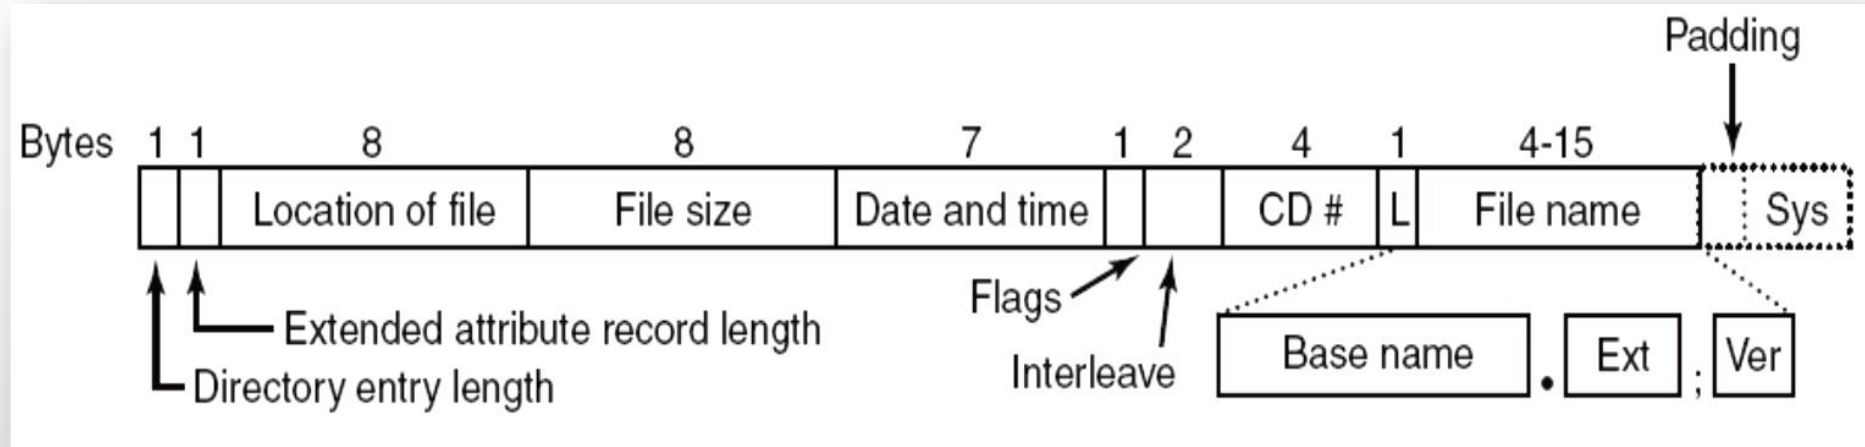 Padding
Bytes 1 1 8 8 7 1 2 4 1 4-15
Location of file File size Date and time CD # L File name Sys
Flags
Extended attribute record length
Interleave
Base name . Ext ; Ver
Directory entry length